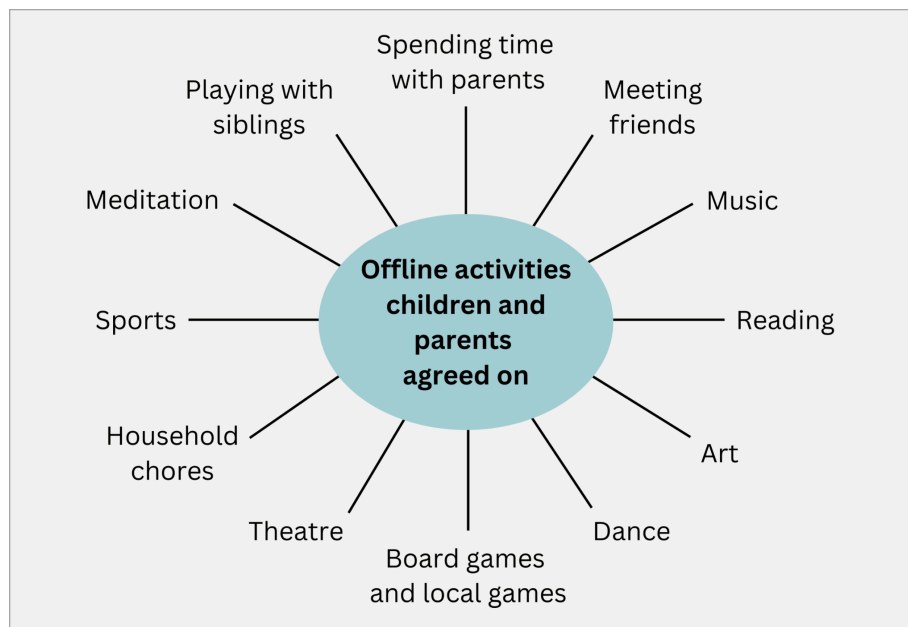 Spending time
with parents
Meeting
friends
Music
Reading
Art
Dance
Board games
and local games
Theatre
Household
chores
Sports
Meditation
Playing with
siblings
Offline activities
children and
parents
agreed on